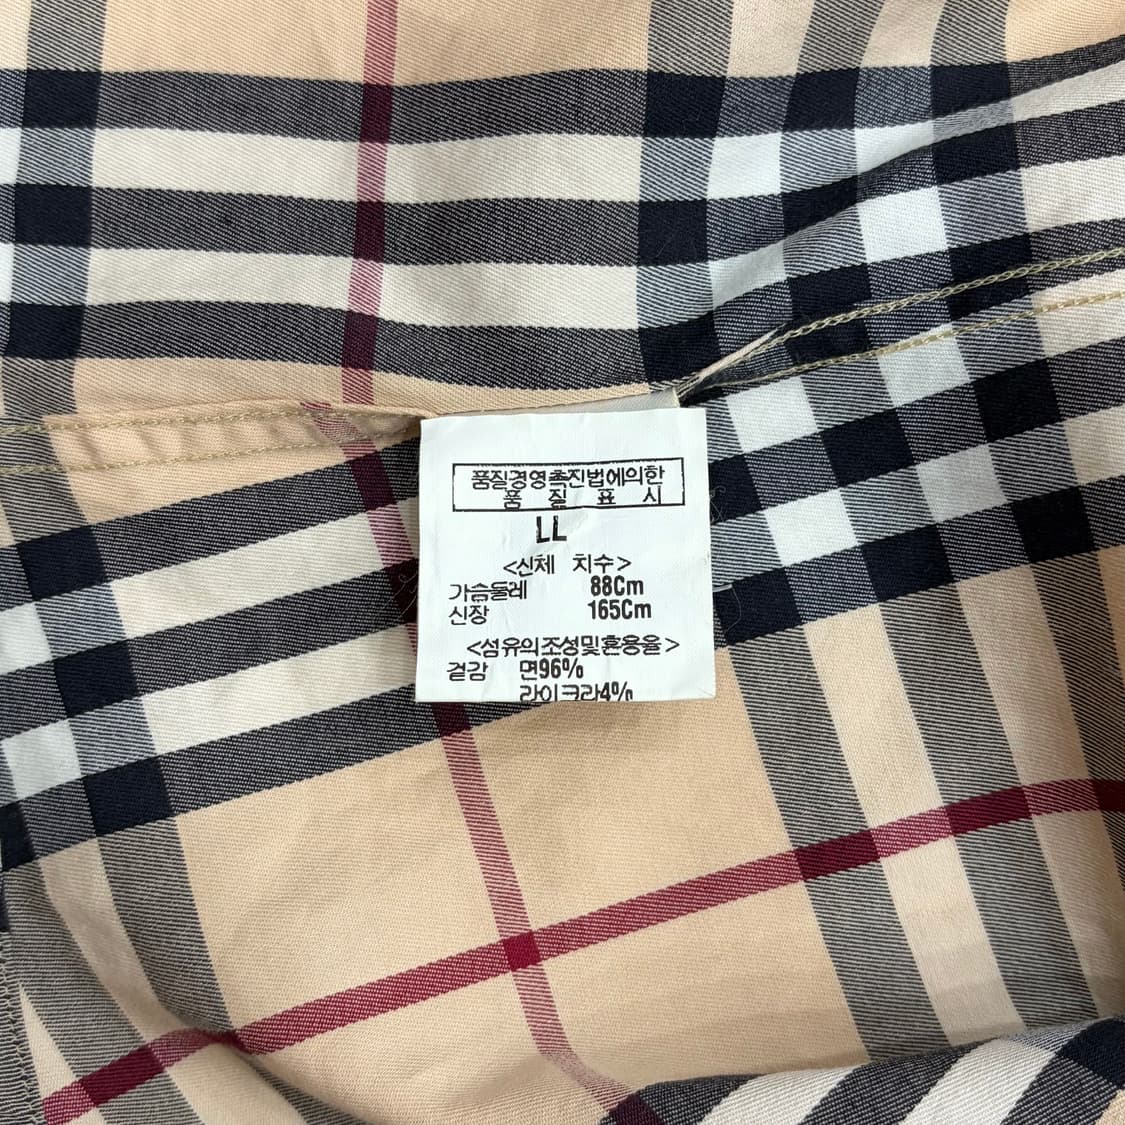 품질경영촉진법에의한
품 질 표 시
LL
<신체 치수>
가슴둘레 88Cm
신장 165Cm
<섬유의조성및혼용율>
겉감 면96%
라이크라4%